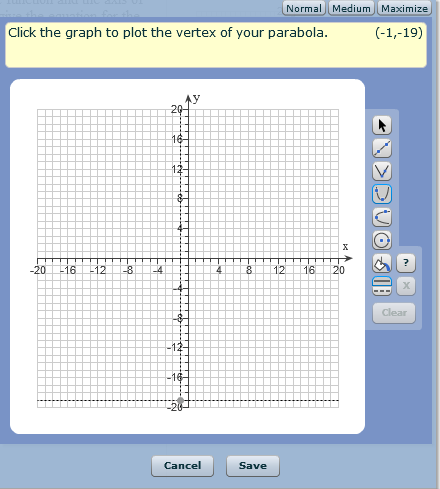 Normal Medium Maximize
Click the graph to plot the vertex of your parabola. (-1,-19)
y
20
16
12
8
4
x
-20 -16 -12 -8 -4 4 8 12 16 20
-4
-8
-12
-16
-20
?
X
Clear
Cancel Save